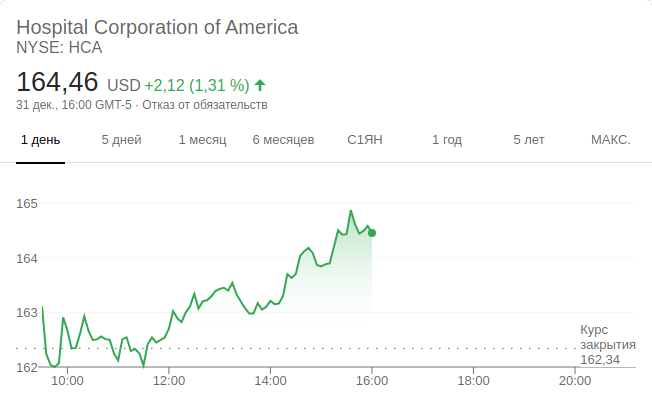 Hospital Corporation of America
NYSE: HCA
164,46 USD +2,12 (1,31 %)
31 дек., 16:00 GMT-5 · Отказ от обязательств
1 день 5 дней 1 месяц 6 месяцев С1ЯН 1 год 5 лет МАКС.
165
164
163
Курс
закрытия
162,34
162
10:00 12:00 14:00 16:00 18:00 20:00